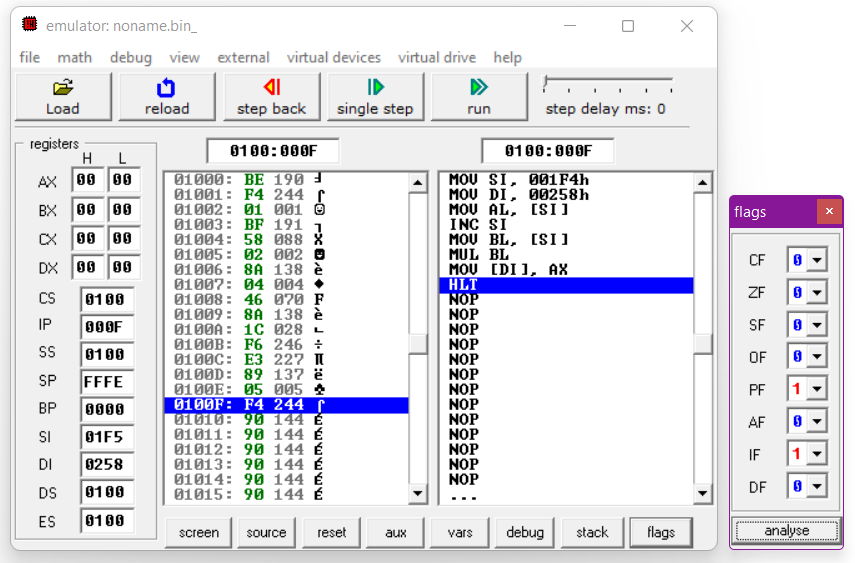 emulator: noname.bin_
file math debug view external virtual devices virtual drive help
Load reload step back single step run step delay ms: 0
registers
H L
AX 00 00
BX 00 00
CX 00 00
DX 00 00
CS 0100
IP 000F
SS 0100
SP FFFE
BP 0000
SI 01F5
DI 0258
DS 0100
ES 0100
0100:000F
01000: BE 190 ╛
01001: F4 244 ⌠
01002: 01 001 ☺
01003: BF 191 ┐
01004: 58 088 X
01005: 02 002 ☻
01006: 8A 138 è
01007: 04 004 ♦
01008: 46 070 F
01009: 8A 138 è
0100A: 1C 028 ∟
0100B: F6 246 ÷
0100C: E3 227 π
0100D: 89 137 ë
0100E: 05 005 ♣
0100F: F4 244 ⌠
01010: 90 144 É
01011: 90 144 É
01012: 90 144 É
01013: 90 144 É
01014: 90 144 É
01015: 90 144 É
0100:000F
MOV SI, 001F4h
MOV DI, 00258h
MOV AL, [SI]
INC SI
MOV BL, [SI]
MUL BL
MOV [DI], AX
HLT
NOP
NOP
NOP
NOP
NOP
NOP
NOP
NOP
NOP
NOP
NOP
NOP
NOP
...
screen source reset aux vars debug stack flags
flags
CF 0
ZF 0
SF 0
OF 0
PF 1
AF 0
IF 1
DF 0
analyse